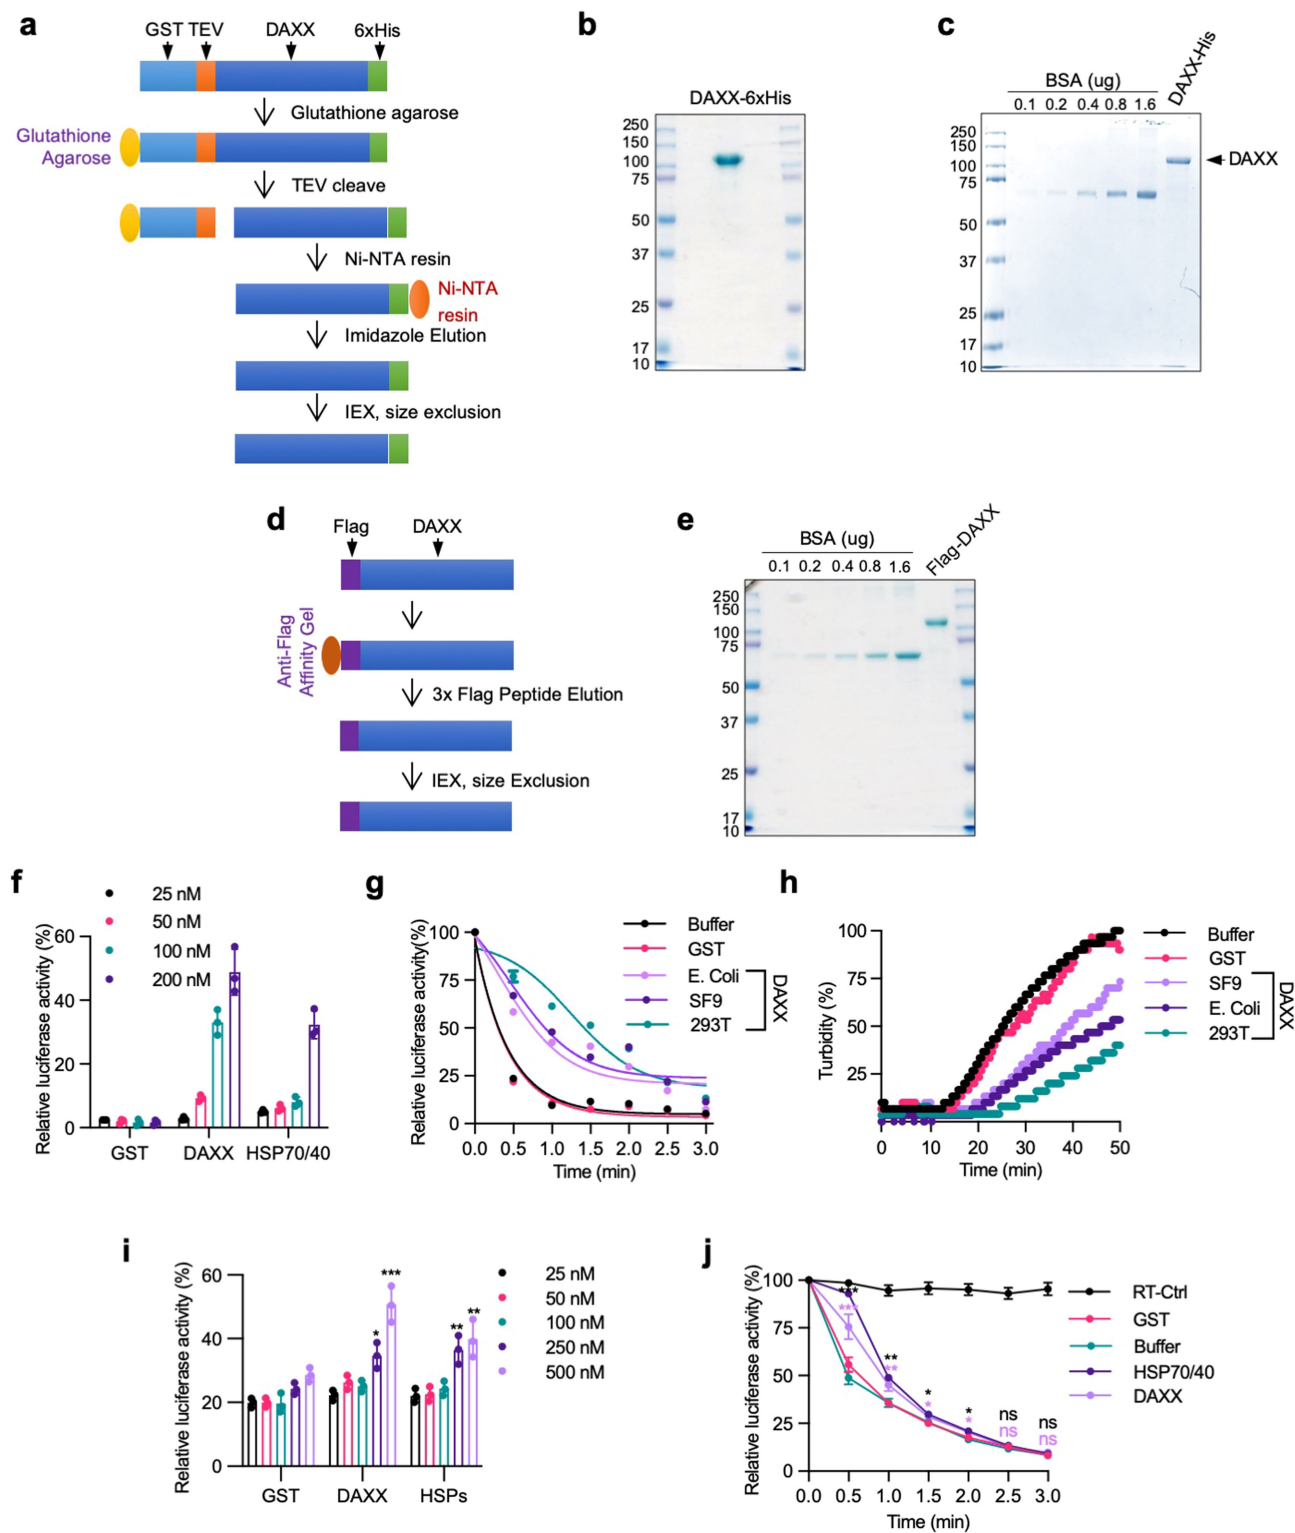 a
GST TEV DAXX 6xHis
Glutathione agarose
Glutathione
Agarose
TEV cleave
Ni-NTA resin
Ni-NTA
resin
Imidazole Elution
IEX, size exclusion
b
DAXX-6xHis
250
150
100
75
50
37
25
17
10
c
BSA (ug)
0.1 0.2 0.4 0.8 1.6
DAXX-His
250
150
100
75
50
37
25
17
10
DAXX
d
Flag DAXX
Anti-Flag
Affinity Gel
3x Flag Peptide Elution
IEX, size Exclusion
e
BSA (ug)
0.1 0.2 0.4 0.8 1.6
Flag-DAXX
250
150
100
75
50
37
25
17
10
f
25 nM
50 nM
100 nM
200 nM
Relative luciferase activity (%)
60
40
20
0
GST DAXX HSP70/40
g
Relative luciferase activity(%)
100
75
50
25
0
0.0 0.5 1.0 1.5 2.0 2.5 3.0
Time (min)
Buffer
GST
E. Coli
SF9
293T
DAXX
h
Turbidity (%)
100
75
50
25
0 10 20 30 40 50
Time (min)
Buffer
GST
SF9
E. Coli
293T
DAXX
i
Relative luciferase activity (%)
60
40
20
0
GST DAXX HSPs
*
***
**
**
25 nM
50 nM
100 nM
250 nM
500 nM
j
Relative luciferase activity (%)
100
75
50
25
0
0.0 0.5 1.0 1.5 2.0 2.5 3.0
Time (min)
***
***
**
**
*
*
*
*
ns
ns
ns
ns
RT-Ctrl
GST
Buffer
HSP70/40
DAXX